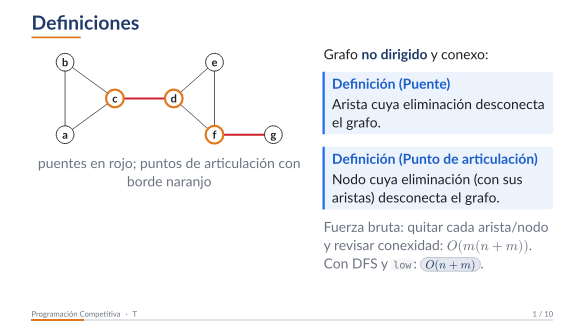 Definiciones
b
e
c
d
a
f
g
puentes en rojo; puntos de articulación con
borde naranjo
Grafo no dirigido y conexo:
Definición (Puente)
Arista cuya eliminación desconecta
el grafo.
Definición (Punto de articulación)
Nodo cuya eliminación (con sus
aristas) desconecta el grafo.
Fuerza bruta: quitar cada arista/nodo
y revisar conexidad: O(m(n + m)).
Con DFS y low: O(n + m).
Programación Competitiva · T
1 / 10